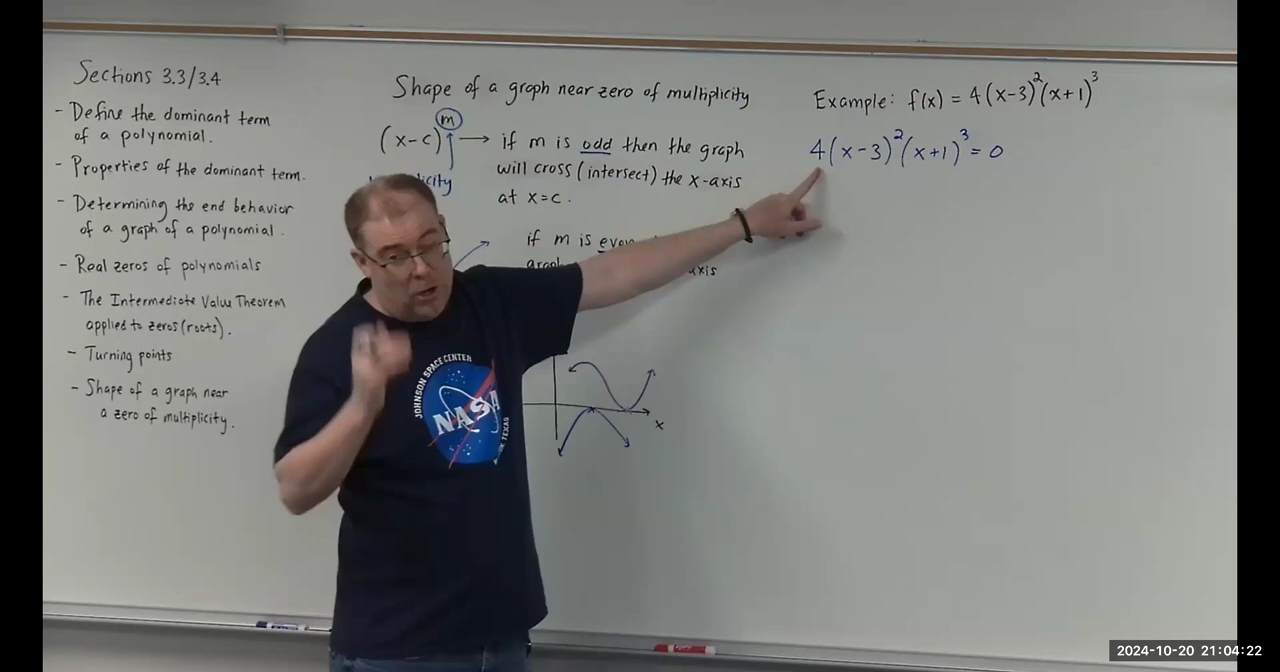 Sections 3.3/3.4
- Define the dominant term
of a polynomial.
- Properties of the dominant term.
- Determining the end behavior
of a graph of a polynomial.
- Real zeros of polynomials
- The Intermediate Value Theorem
applied to zeros (roots).
- Turning points
- Shape of a graph near
a zero of multiplicity.
Shape of a graph near zero of multiplicity
(x-c)^m → if m is odd then the graph
will cross (intersect) the x-axis
at x=c.
if m is even
x
Example: f(x) = 4(x-3)²(x+1)³
4(x-3)²(x+1)³ = 0
JOHNSON SPACE CENTER
NASA
TEXAS
2024-10-20 21:04:22